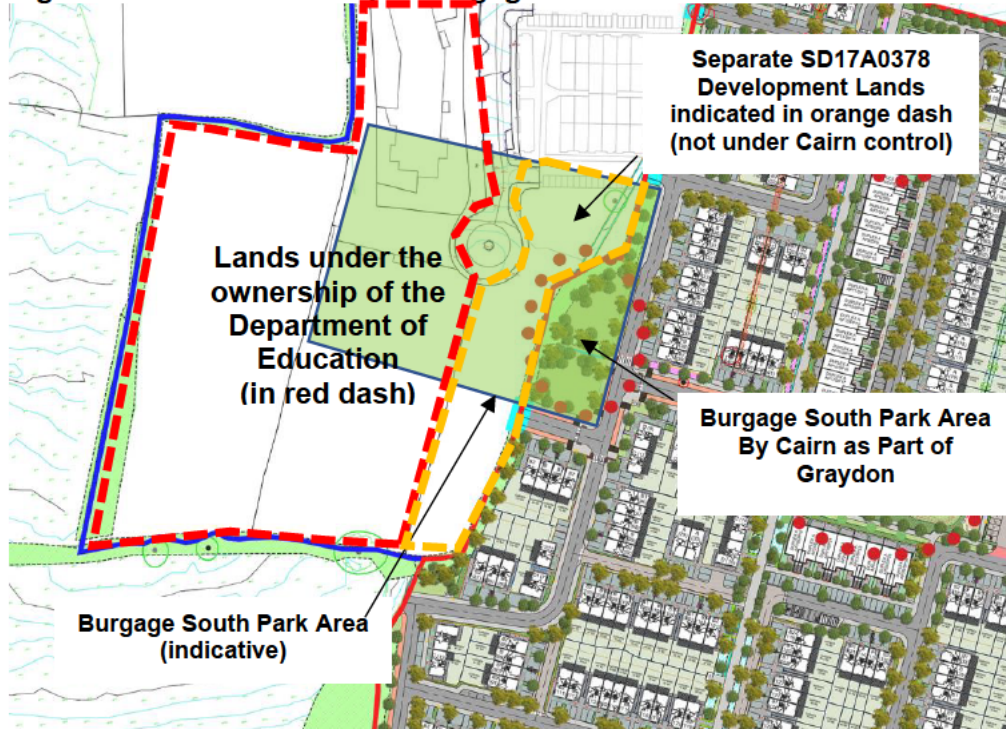 Separate SD17A0378
Development Lands
indicated in orange dash
(not under Cairn control)
Lands under the
ownership of the
Department of
Education
(in red dash)
Burgage South Park Area
By Cairn as Part of
Graydon
Burgage South Park Area
(indicative)